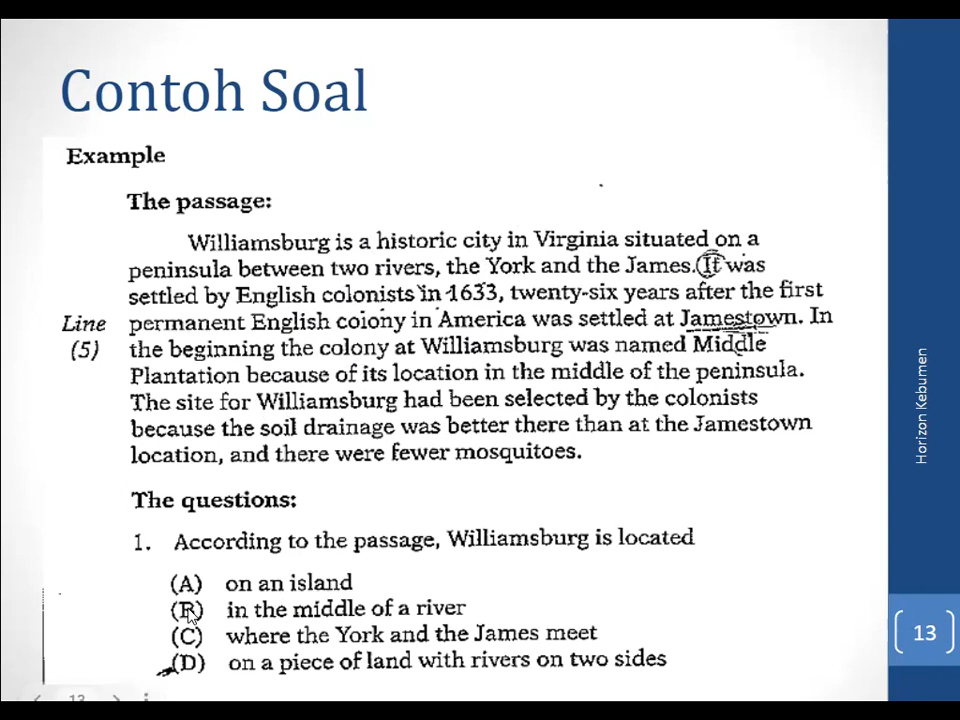 Contoh Soal
Example
The passage:
Williamsburg is a historic city in Virginia situated on a
peninsula between two rivers, the York and the James. It was
settled by English colonists in 1633, twenty-six years after the first
Line permanent English colony in America was settled at Jamestown. In
(5) the beginning the colony at Williamsburg was named Middle
Plantation because of its location in the middle of the peninsula.
The site for Williamsburg had been selected by the colonists
because the soil drainage was better there than at the Jamestown
location, and there were fewer mosquitoes.
The questions:
1. According to the passage, Williamsburg is located
(A) on an island
(B) in the middle of a river
(C) where the York and the James meet
(D) on a piece of land with rivers on two sides
Horizon Kebumen
13
13